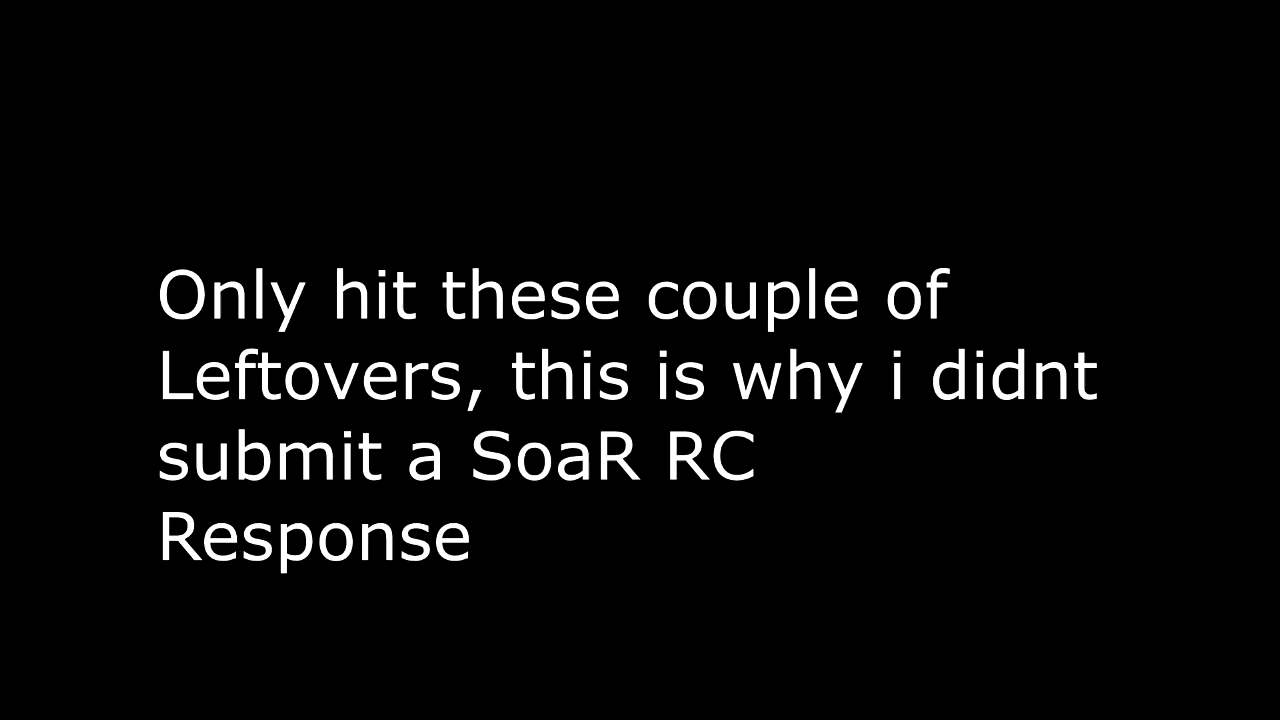 Only hit these couple of
Leftovers, this is why i didnt
submit a SoaR RC
Response